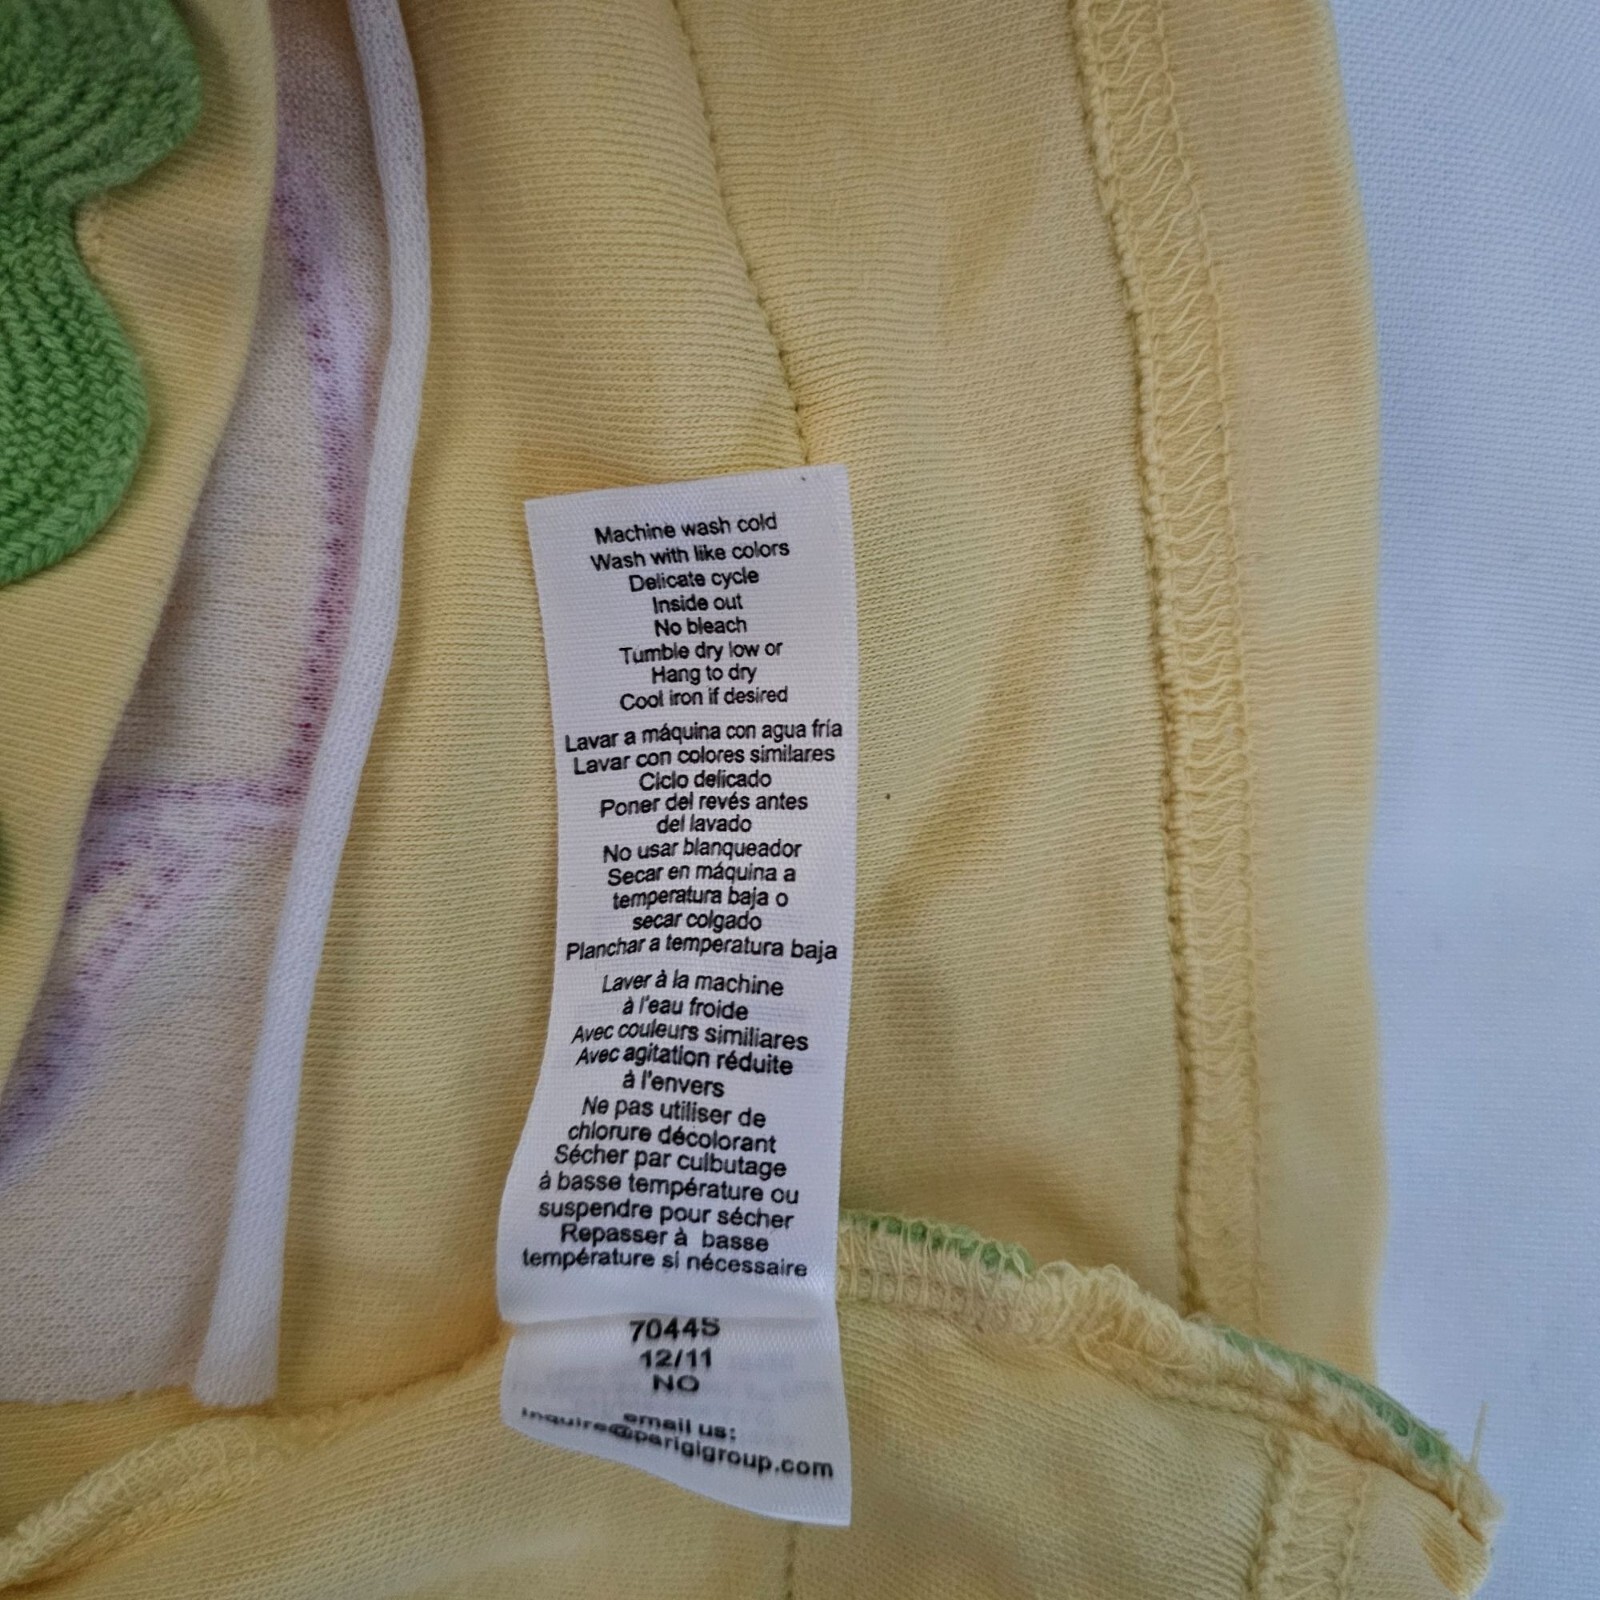 Machine wash cold
Wash with like colors
Delicate cycle
Inside out
No bleach
Tumble dry low or
Hang to dry
Cool iron if desired
Lavar a máquina con agua fría
Lavar con colores similares
Ciclo delicado
Poner del revés antes
del lavado
No usar blanqueador
Secar en máquina a
temperatura baja o
secar colgado
Planchar a temperatura baja
Laver à la machine
à l'eau froide
Avec couleurs similiares
Avec agitation réduite
à l'envers
Ne pas utiliser de
chlorure décolorant
Sécher par culbutage
à basse température ou
suspendre pour sécher
Repasser à basse
température si nécessaire
7044S
12/11
NO
email us:
inquire@parigigroup.com